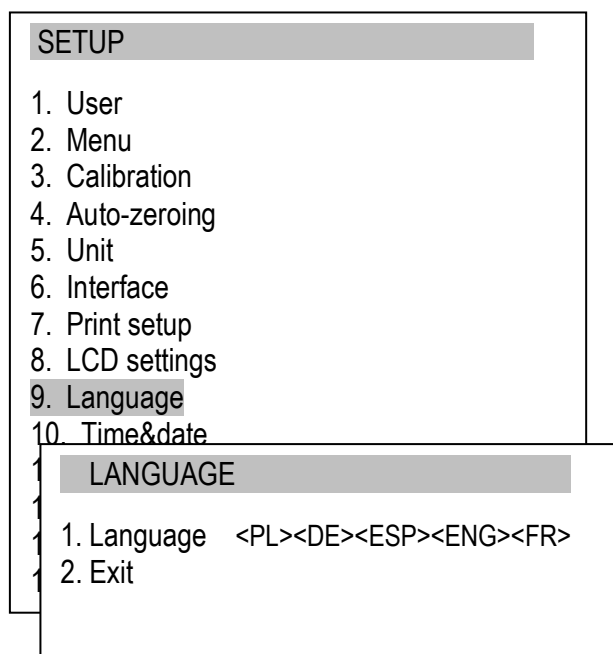 SETUP
1. User
2. Menu
3. Calibration
4. Auto-zeroing
5. Unit
6. Interface
7. Print setup
8. LCD settings
9. Language
10. Time&date
LANGUAGE
1. Language <PL><DE><ESP><ENG><FR>
2. Exit